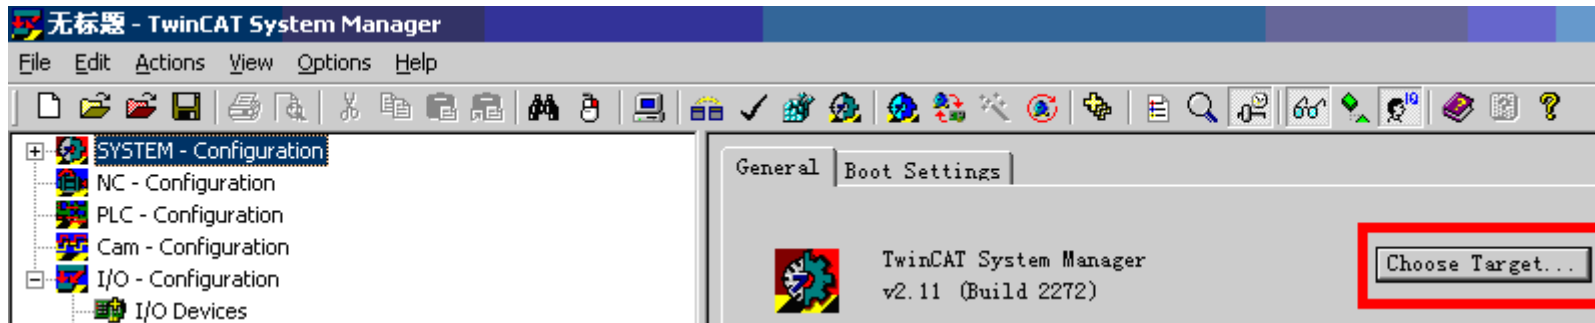 无标题 - TwinCAT System Manager
File Edit Actions View Options Help
SYSTEM - Configuration
NC - Configuration
PLC - Configuration
Cam - Configuration
I/O - Configuration
I/O Devices
General Boot Settings
TwinCAT System Manager
v2.11 (Build 2272)
Choose Target...